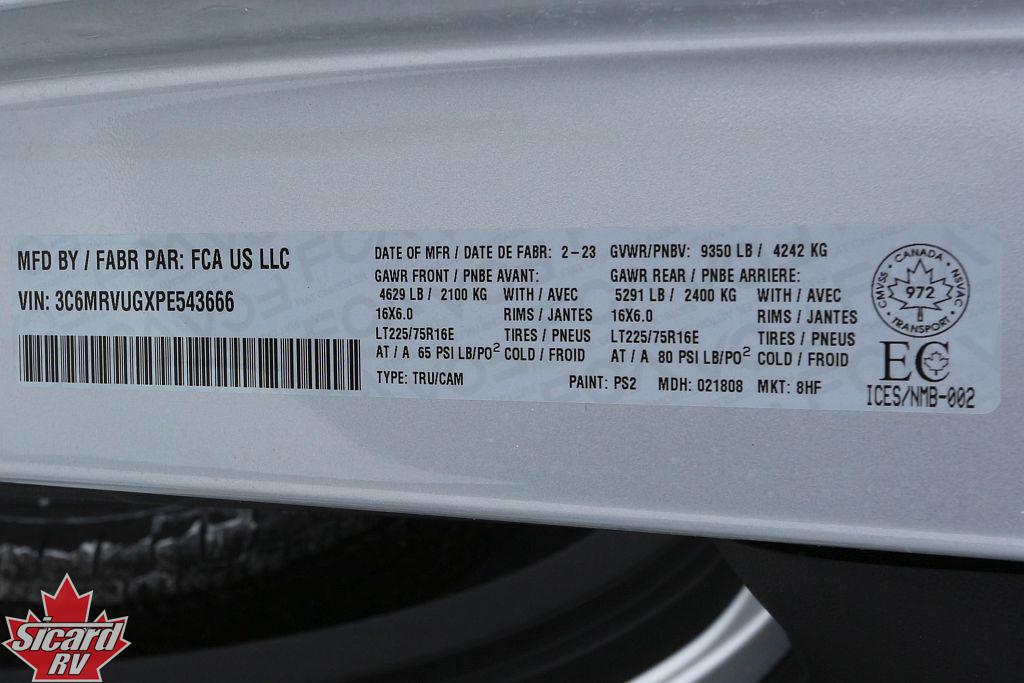 MFD BY / FABR PAR: FCA US LLC
VIN: 3C6MRVUGXPE543666
DATE OF MFR / DATE DE FABR: 2-23 GVWR/PNBV: 9350 LB / 4242 KG
GAWR FRONT / PNBE AVANT: GAWR REAR / PNBE ARRIERE:
4629 LB / 2100 KG WITH / AVEC 5291 LB / 2400 KG WITH / AVEC
16X6.0 RIMS / JANTES 16X6.0 RIMS / JANTES
LT225/75R16E TIRES / PNEUS LT225/75R16E TIRES / PNEUS
AT / A 65 PSI LB/PO² COLD / FROID AT / A 80 PSI LB/PO² COLD / FROID
TYPE: TRU/CAM PAINT: PS2 MDH: 021808 MKT: 8HF
CMVSS · CANADA · NSVAC
972
· TRANSPORT ·
EC
ICES/NMB-002
Sicard
RV